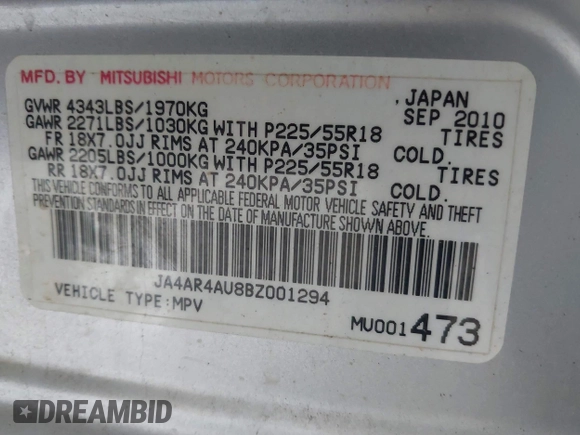 MFD. BY MITSUBISHI MOTORS CORPORATION, JAPAN
GVWR 4343LBS/1970KG SEP 2010
GAWR 2271LBS/1030KG WITH P225/55R18 TIRES
FR 18X7.0JJ RIMS AT 240KPA/35PSI COLD.
GAWR 2205LBS/1000KG WITH P225/55R18 TIRES
RR 18X7.0JJ RIMS AT 240KPA/35PSI COLD.
THIS VEHICLE CONFORMS TO ALL APPLICABLE FEDERAL MOTOR VEHICLE SAFETY AND THEFT
PREVENTION STANDARDS IN EFFECT ON THE DATE OF MANUFACTURE SHOWN ABOVE.
JA4AR4AU8BZ001294
VEHICLE TYPE:MPV
MU001473
DREAMBID